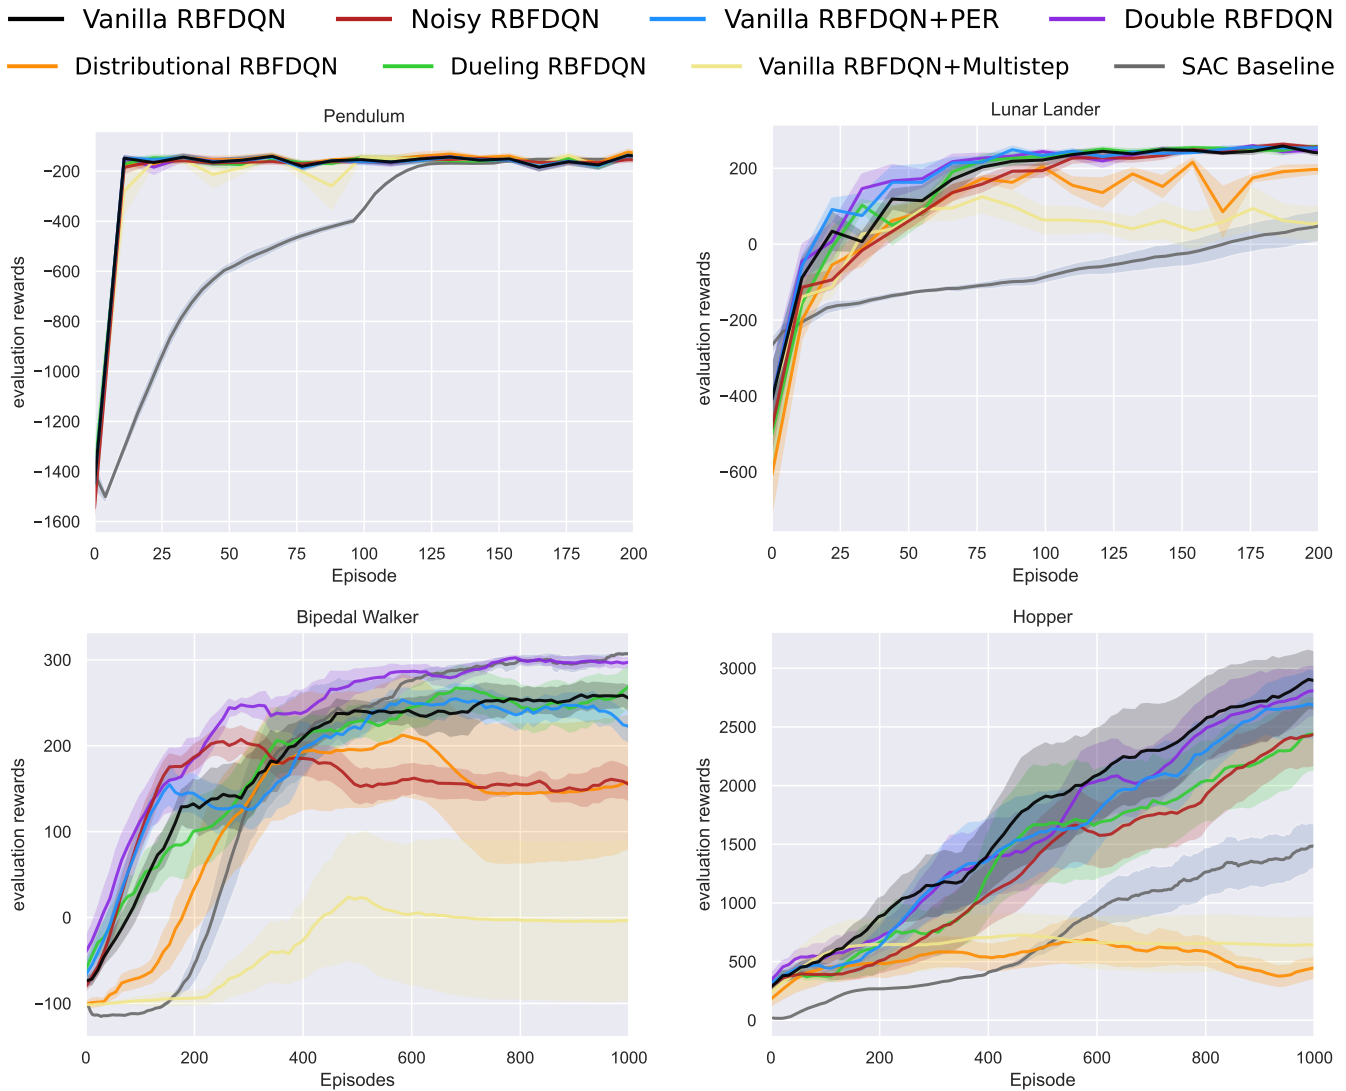 Vanilla RBFDQN Noisy RBFDQN Vanilla RBFDQN+PER Double RBFDQN
Distributional RBFDQN Dueling RBFDQN Vanilla RBFDQN+Multistep SAC Baseline
Pendulum
evaluation rewards
−200
−400
−600
−800
−1000
−1200
−1400
−1600
0 25 50 75 100 125 150 175 200
Episode
Lunar Lander
evaluation rewards
200
0
−200
−400
−600
0 25 50 75 100 125 150 175 200
Episode
Bipedal Walker
evaluation rewards
300
200
100
0
−100
0 200 400 600 800 1000
Episodes
Hopper
evaluation rewards
3000
2500
2000
1500
1000
500
0
0 200 400 600 800 1000
Episode